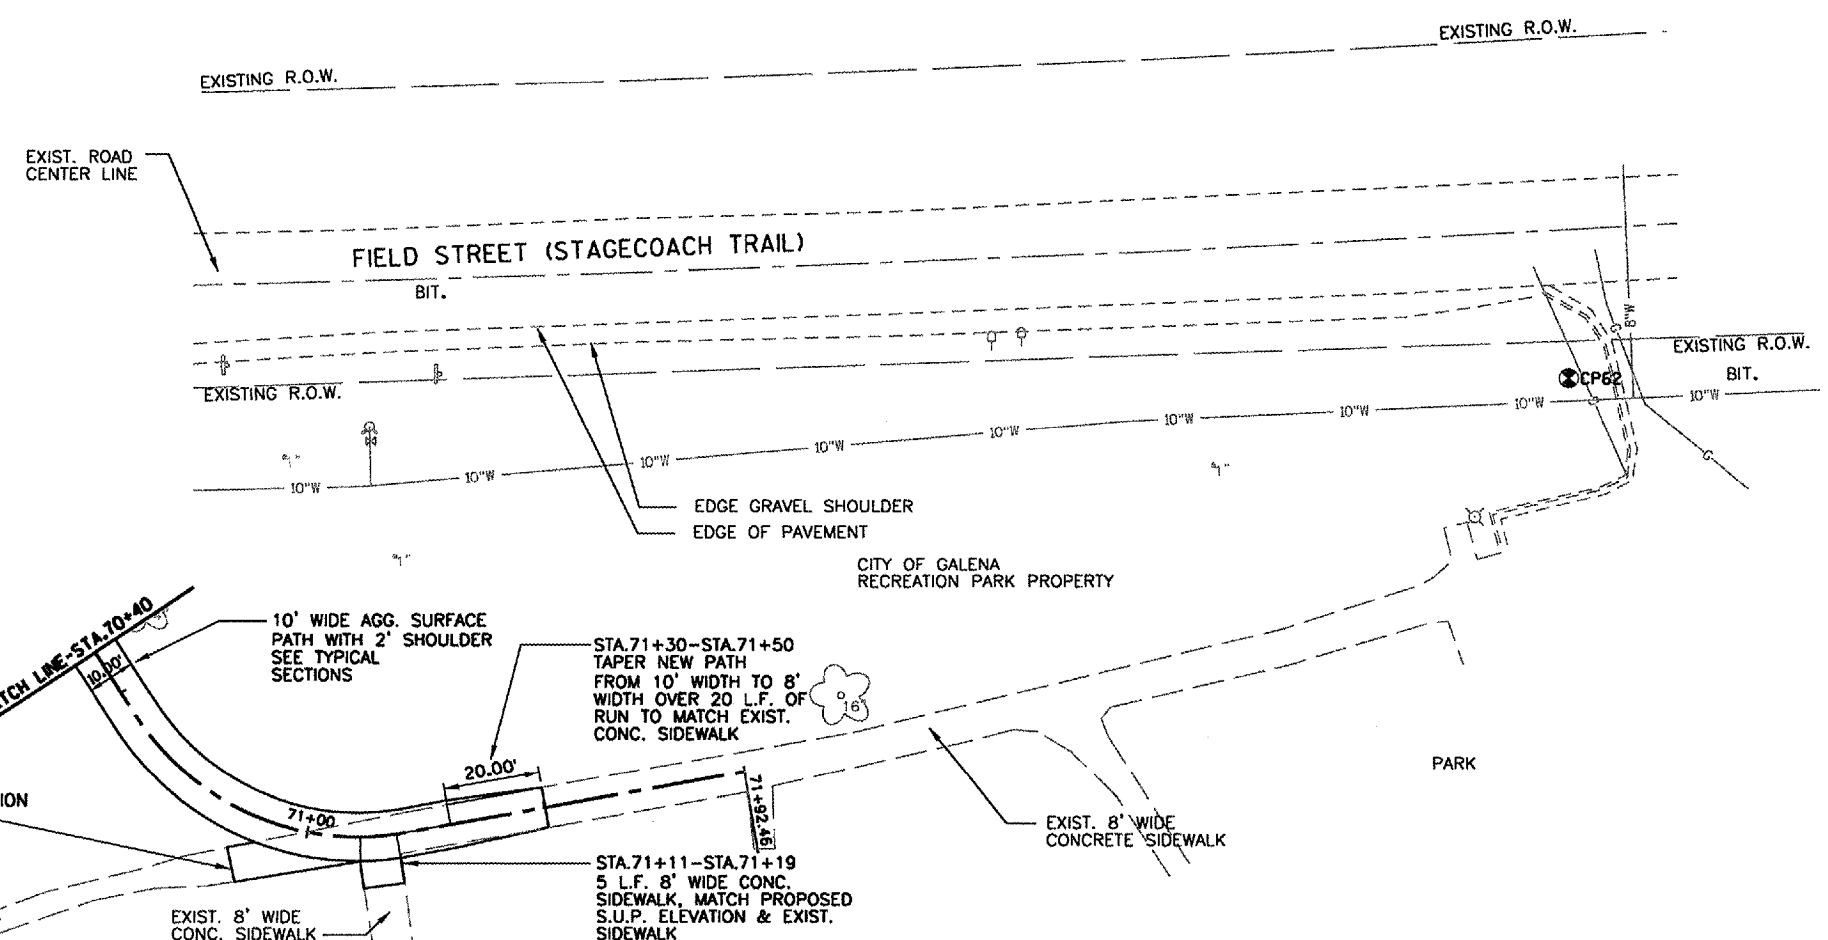 EXISTING R.O.W.
EXISTING R.O.W.
EXIST. ROAD
CENTER LINE
FIELD STREET (STAGECOACH TRAIL)
BIT.
8"W
G
EXISTING R.O.W.
EXISTING R.O.W.
BIT.
CP62
G
G
10"W
10"W
10"W
10"W
10"W
10"W
10"W
10"W
10"W
EDGE GRAVEL SHOULDER
EDGE OF PAVEMENT
CITY OF GALENA
RECREATION PARK PROPERTY
LINE-STA.70+40
10.00'
10' WIDE AGG. SURFACE
PATH WITH 2' SHOULDER
SEE TYPICAL
SECTIONS
STA.71+30-STA.71+50
TAPER NEW PATH
FROM 10' WIDTH TO 8'
WIDTH OVER 20 L.F. OF
RUN TO MATCH EXIST.
CONC. SIDEWALK
16"
20.00'
71+00
71+92.46
PARK
ION
EXIST. 8' WIDE
CONCRETE SIDEWALK
STA.71+11-STA.71+19
5 L.F. 8' WIDE CONC.
SIDEWALK, MATCH PROPOSED
S.U.P. ELEVATION & EXIST.
SIDEWALK
EXIST. 8' WIDE
CONC. SIDEWALK